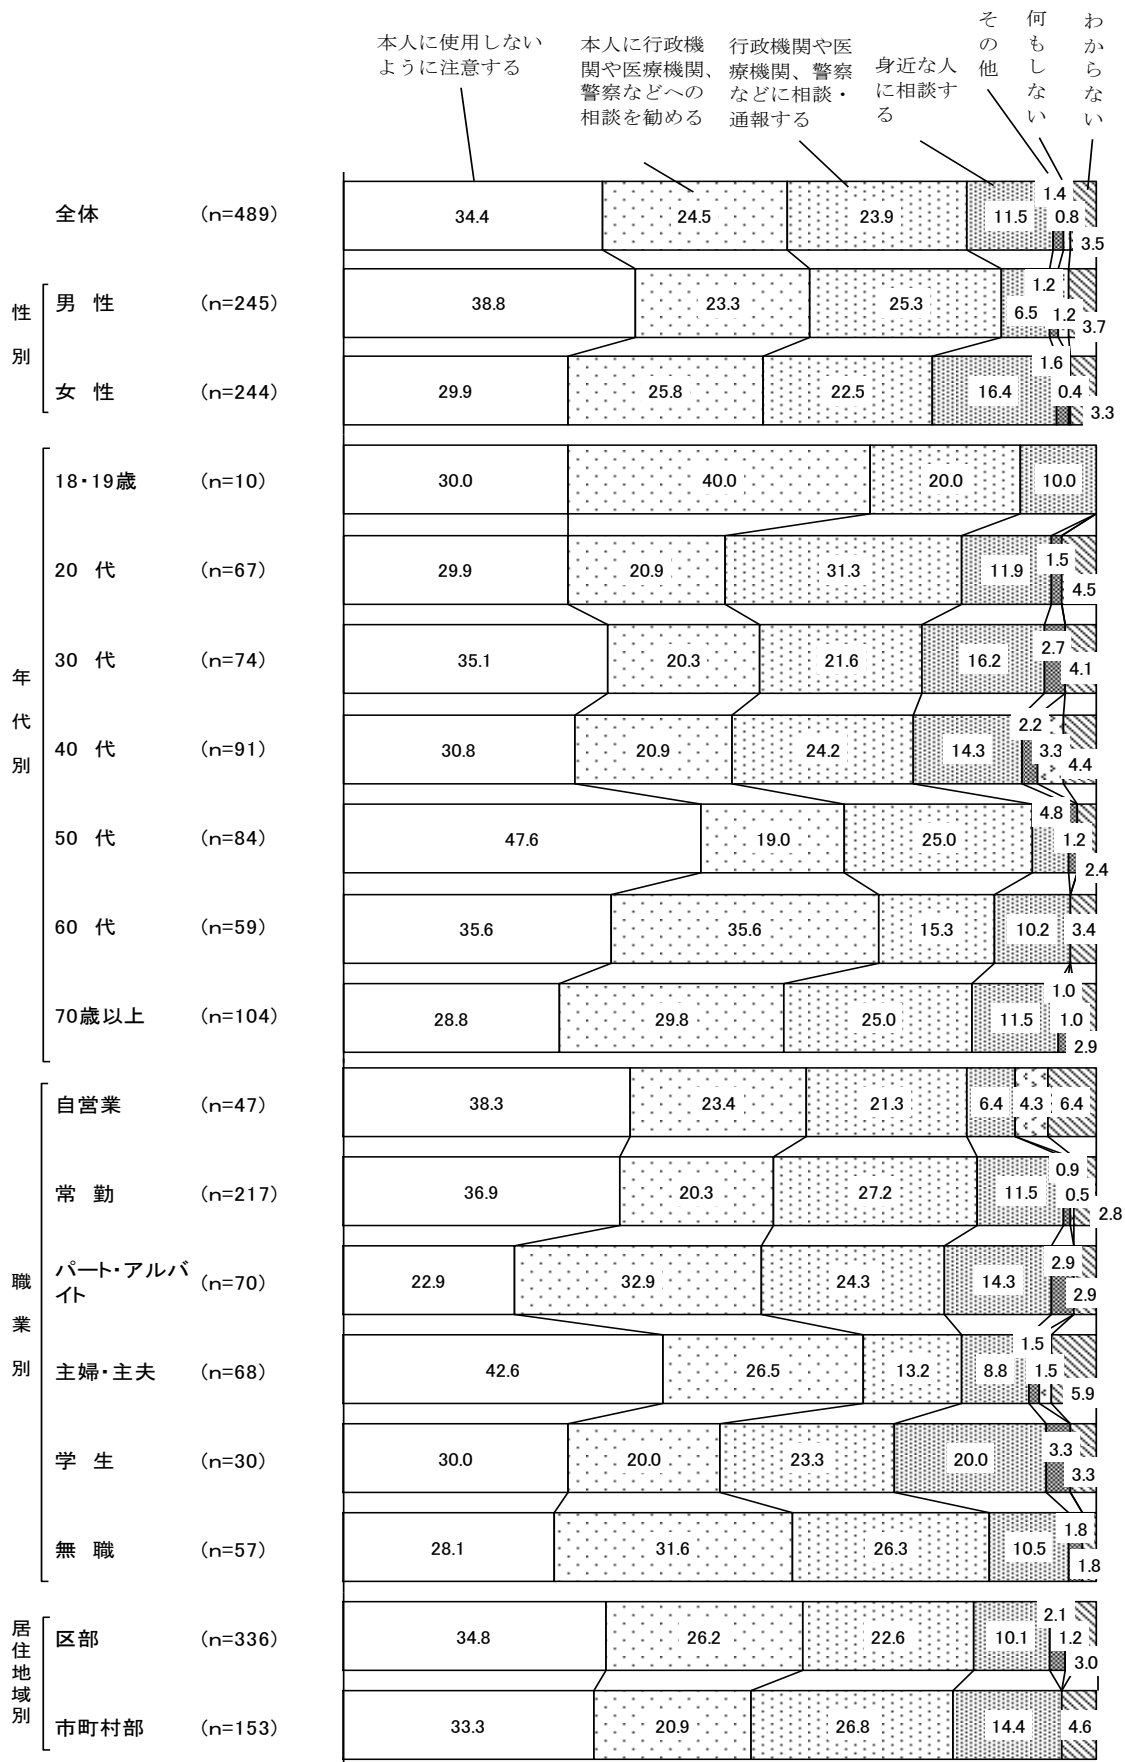 本人に使用しない
ように注意する
本人に行政機
関や医療機関、
警察などへの
相談を勧める
行政機関や医
療機関、警察
などに相談・
通報する
身近な人
に相談す
る
その他
何もしない
わからない
全体 (n=489) 34.4 24.5 23.9 11.5 1.4 0.8 3.5
性別
男 性 (n=245) 38.8 23.3 25.3 6.5 1.2 1.2 3.7
女 性 (n=244) 29.9 25.8 22.5 16.4 1.6 0.4 3.3
年代別
18・19歳 (n=10) 30.0 40.0 20.0 10.0
20 代 (n=67) 29.9 20.9 31.3 11.9 1.5 4.5
30 代 (n=74) 35.1 20.3 21.6 16.2 2.7 4.1
40 代 (n=91) 30.8 20.9 24.2 14.3 2.2 3.3 4.4
50 代 (n=84) 47.6 19.0 25.0 4.8 1.2 2.4
60 代 (n=59) 35.6 35.6 15.3 10.2 3.4
70歳以上 (n=104) 28.8 29.8 25.0 11.5 1.0 1.0 2.9
職業別
自営業 (n=47) 38.3 23.4 21.3 6.4 4.3 6.4
常 勤 (n=217) 36.9 20.3 27.2 11.5 0.9 0.5 2.8
パート・アルバ
イト (n=70) 22.9 32.9 24.3 14.3 2.9 2.9
主婦・主夫 (n=68) 42.6 26.5 13.2 8.8 1.5 1.5 5.9
学 生 (n=30) 30.0 20.0 23.3 20.0 3.3 3.3
無 職 (n=57) 28.1 31.6 26.3 10.5 1.8 1.8
居住地域別
区部 (n=336) 34.8 26.2 22.6 10.1 2.1 1.2 3.0
市町村部 (n=153) 33.3 20.9 26.8 14.4 4.6